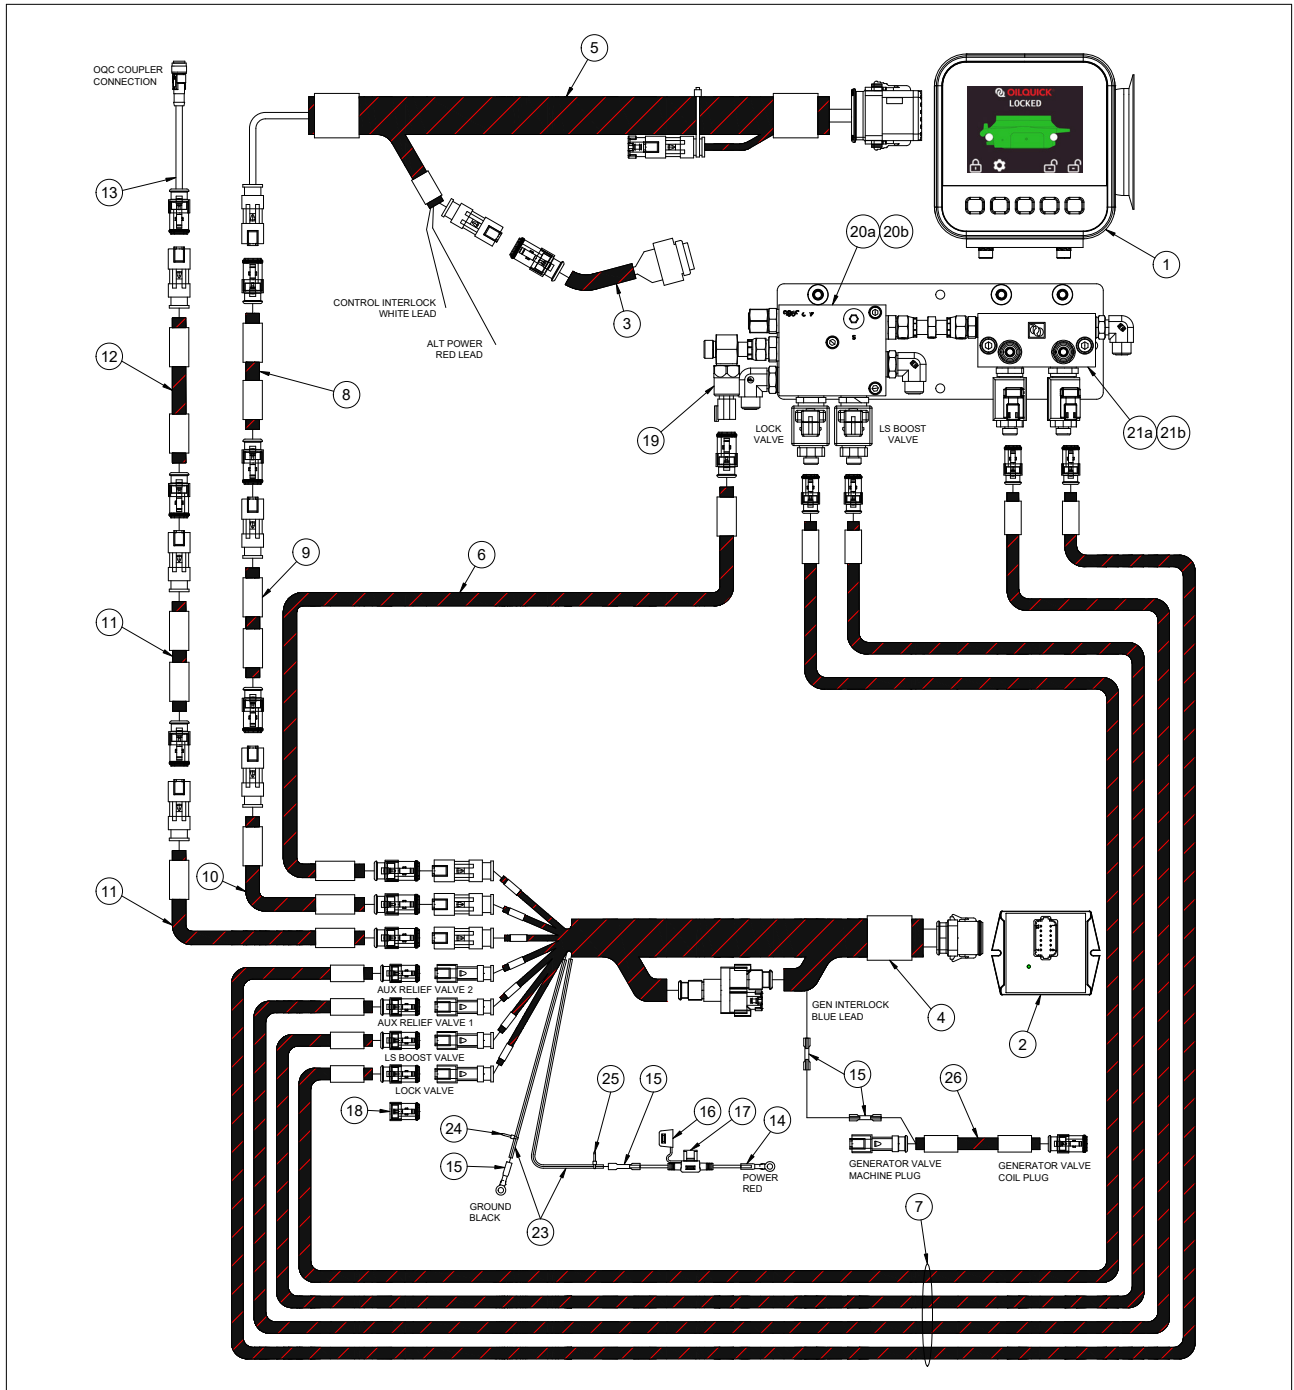 5
OQC COUPLER
CONNECTION
OILQUICK
LOCKED
13
20a
20b
1
CONTROL INTERLOCK
WHITE LEAD
3
ALT POWER
RED LEAD
12
8
19
LOCK
VALVE
LS BOOST
VALVE
21a
21b
9
6
11
11
10
AUX RELIEF VALVE 2
AUX RELIEF VALVE 1
LS BOOST VALVE
LOCK VALVE
GEN INTERLOCK
BLUE LEAD
4
2
18
24
25
15
16
17
14
15
26
15
POWER
RED
GENERATOR VALVE
MACHINE PLUG
GENERATOR VALVE
COIL PLUG
GROUND
BLACK
23
7